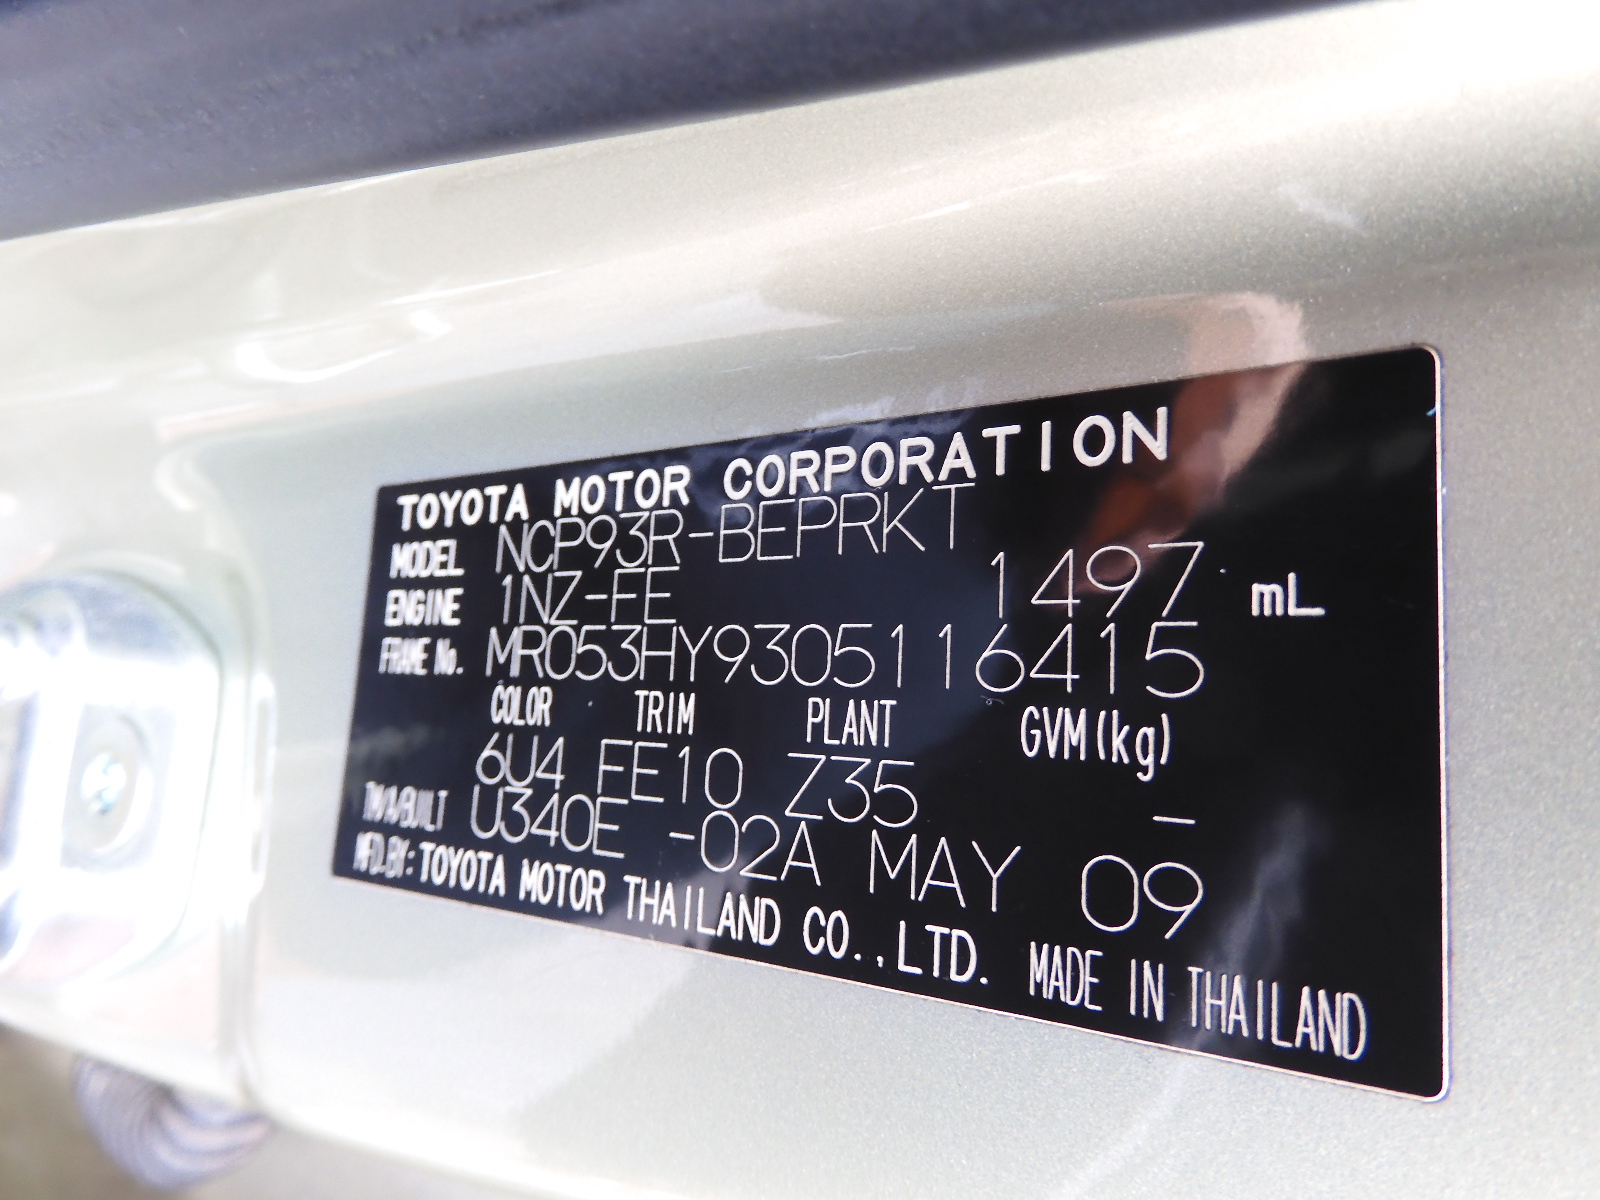 TOYOTA MOTOR CORPORATION
MODEL NCP93R-BEPRKT
ENGINE 1NZ-FE 1497 mL
FRAME No. MR053HY9305116415
COLOR TRIM PLANT GVM(kg)
6U4 FE10 Z35 –
TM/A/BUILT U340E -02A MAY 09
MFD.BY: TOYOTA MOTOR THAILAND CO.,LTD. MADE IN THAILAND